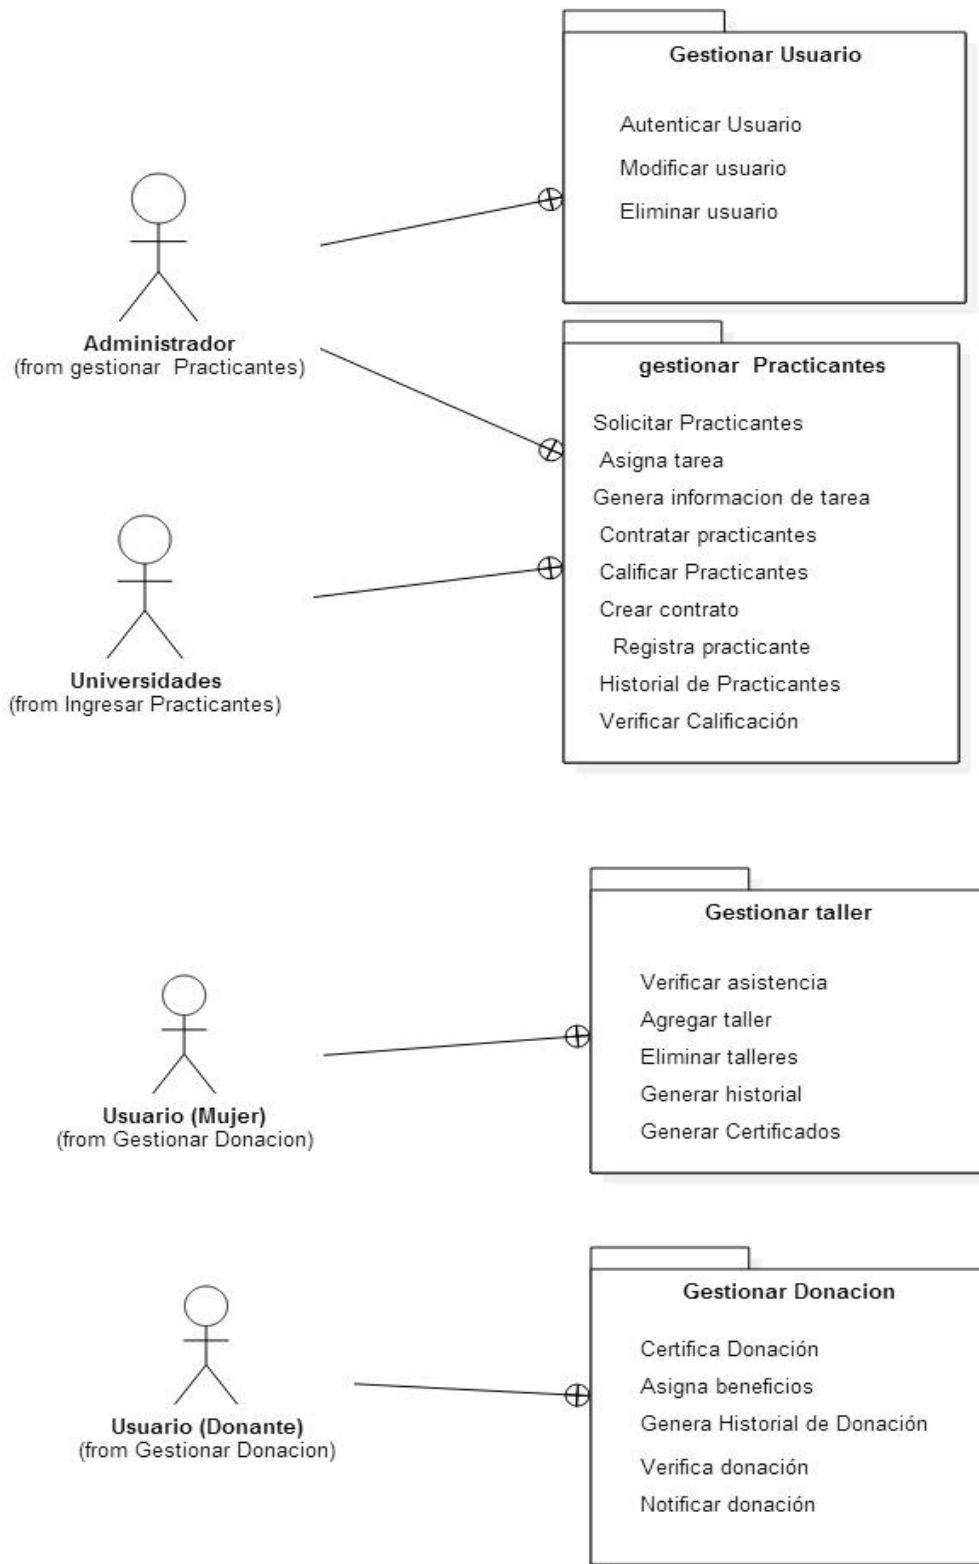 Gestionar Usuario
Autenticar Usuario
Modificar usuario
Eliminar usuario
Administrador
(from gestionar  Practicantes)
gestionar  Practicantes
Solicitar Practicantes
Asigna tarea
Genera informacion de tarea
Contratar practicantes
Calificar Practicantes
Crear contrato
Registra practicante
Historial de Practicantes
Verificar Calificación
Universidades
(from Ingresar Practicantes)
Gestionar taller
Verificar asistencia
Agregar taller
Eliminar talleres
Generar historial
Generar Certificados
Usuario (Mujer)
(from Gestionar Donacion)
Gestionar Donacion
Certifica Donación
Asigna beneficios
Genera Historial de Donación
Verifica donación
Notificar donación
Usuario (Donante)
(from Gestionar Donacion)